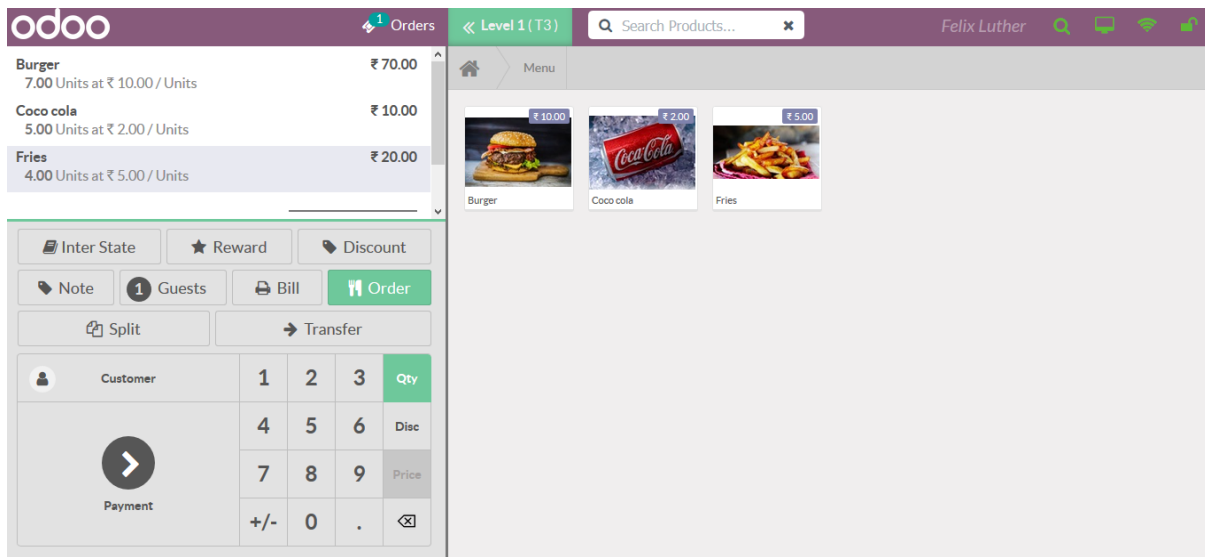 odoo
1 Orders
Level 1 ( T3 )
Search Products...
Felix Luther
Burger ₹ 70.00
7.00 Units at ₹ 10.00 / Units
Coco cola ₹ 10.00
5.00 Units at ₹ 2.00 / Units
Fries ₹ 20.00
4.00 Units at ₹ 5.00 / Units
Inter State Reward Discount
Note 1 Guests Bill Order
Split Transfer
Customer 1 2 3 Qty
4 5 6 Disc
7 8 9 Price
Payment
+/- 0 .
Menu
₹ 10.00 ₹ 2.00 ₹ 5.00
Coca-Cola
Burger Coco cola Fries